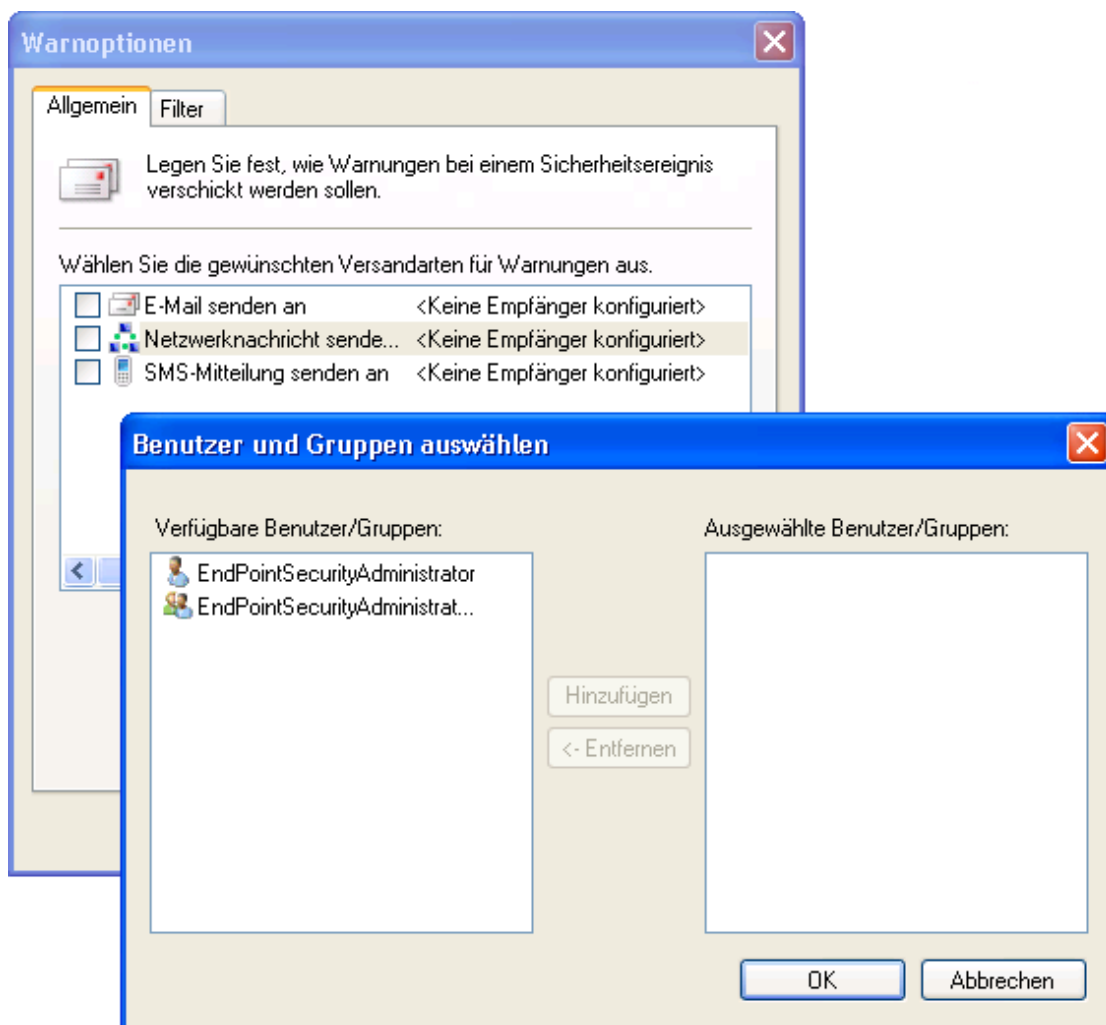 Warnoptionen
Allgemein
Filter
Legen Sie fest, wie Warnungen bei einem Sicherheitsereignis
verschickt werden sollen.
Wählen Sie die gewünschten Versandarten für Warnungen aus.
E-Mail senden an <Keine Empfänger konfiguriert>
Netzwerknachricht sende... <Keine Empfänger konfiguriert>
SMS-Mitteilung senden an <Keine Empfänger konfiguriert>
Benutzer und Gruppen auswählen
Verfügbare Benutzer/Gruppen:
EndPointSecurityAdministrator
EndPointSecurityAdministrat...
Hinzufügen
<- Entfernen
Ausgewählte Benutzer/Gruppen:
OK
Abbrechen